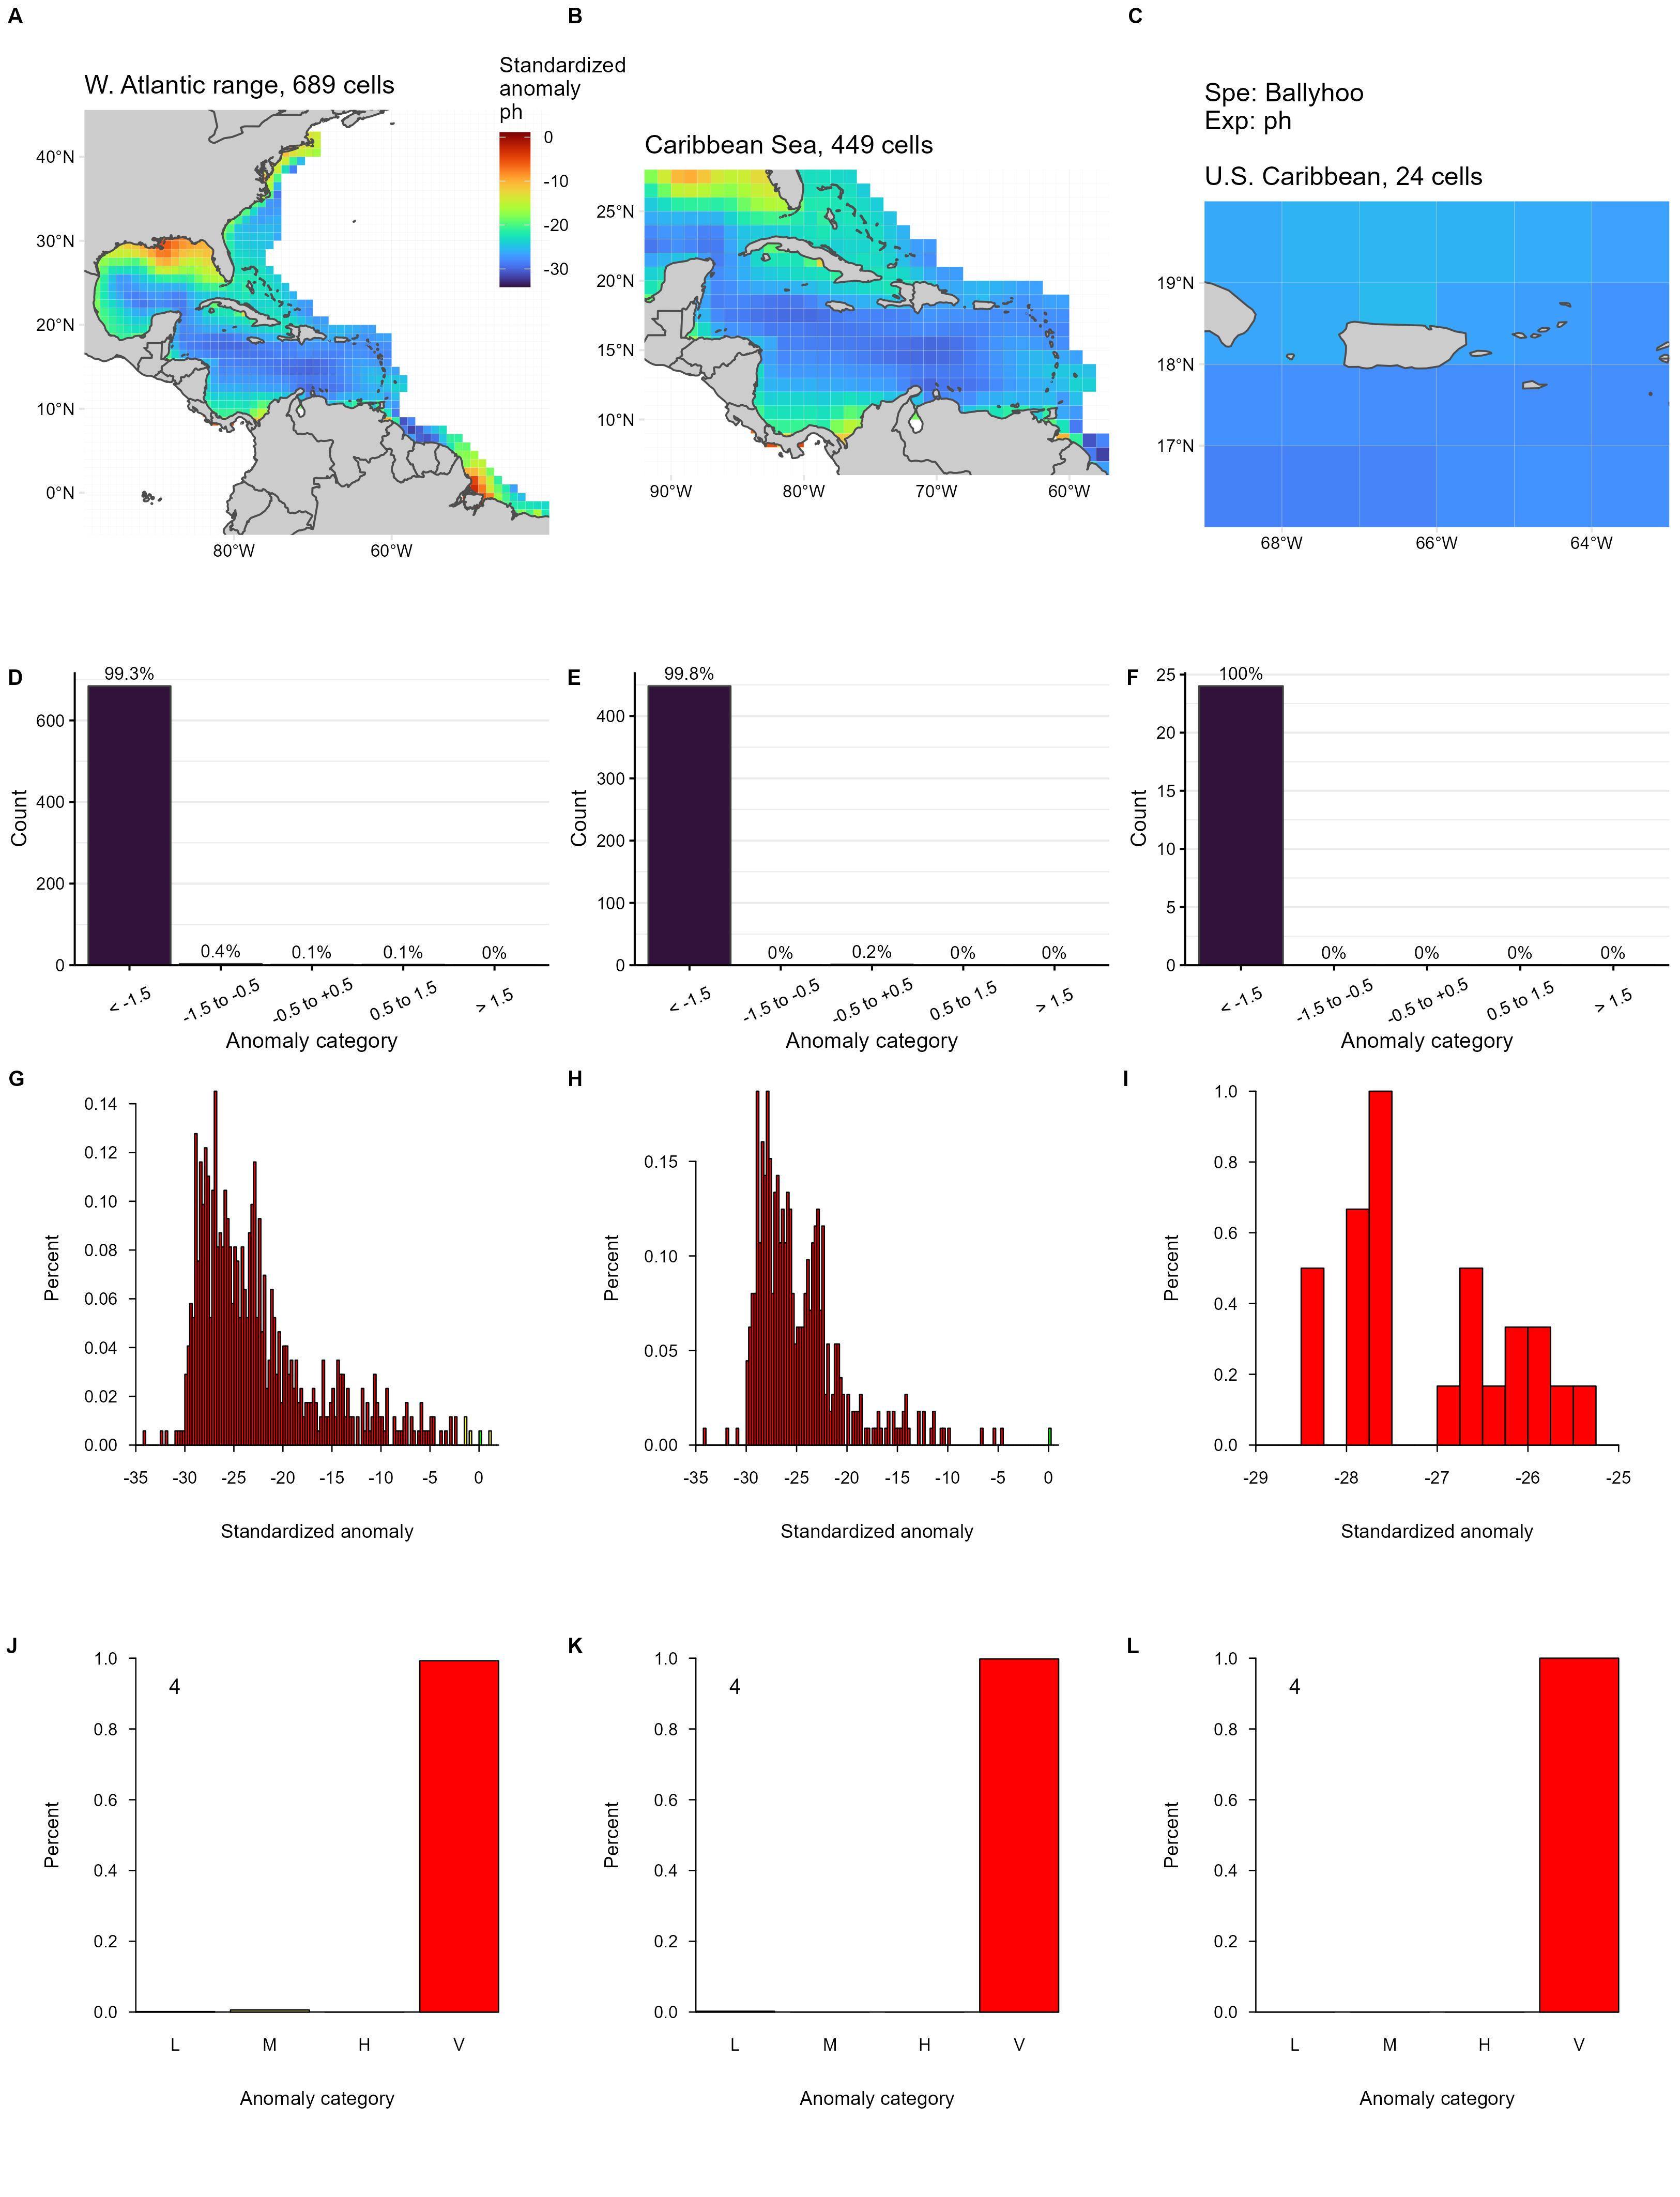 A
B
C
W. Atlantic range, 689 cells
Standardized
anomaly
ph
0
-10
-20
-30
40°N
30°N
20°N
10°N
0°N
80°W
60°W
Caribbean Sea, 449 cells
25°N
20°N
15°N
10°N
90°W
80°W
70°W
60°W
Spe: Ballyhoo
Exp: ph
U.S. Caribbean, 24 cells
19°N
18°N
17°N
68°W
66°W
64°W
D
Count
600
400
200
0
99.3%
0.4%
0.1%
0.1%
0%
< -1.5
-1.5 to -0.5
-0.5 to +0.5
0.5 to 1.5
> 1.5
Anomaly category
E
Count
400
300
200
100
0
99.8%
0%
0.2%
0%
0%
< -1.5
-1.5 to -0.5
-0.5 to +0.5
0.5 to 1.5
> 1.5
Anomaly category
F
Count
25
20
15
10
5
0
100%
0%
0%
0%
0%
< -1.5
-1.5 to -0.5
-0.5 to +0.5
0.5 to 1.5
> 1.5
Anomaly category
G
Percent
0.14
0.12
0.10
0.08
0.06
0.04
0.02
0.00
-35
-30
-25
-20
-15
-10
-5
0
Standardized anomaly
H
Percent
0.15
0.10
0.05
0.00
-35
-30
-25
-20
-15
-10
-5
0
Standardized anomaly
I
Percent
1.0
0.8
0.6
0.4
0.2
0.0
-29
-28
-27
-26
-25
Standardized anomaly
J
Percent
1.0
0.8
0.6
0.4
0.2
0.0
4
L
M
H
V
Anomaly category
K
Percent
1.0
0.8
0.6
0.4
0.2
0.0
4
L
M
H
V
Anomaly category
L
Percent
1.0
0.8
0.6
0.4
0.2
0.0
4
L
M
H
V
Anomaly category